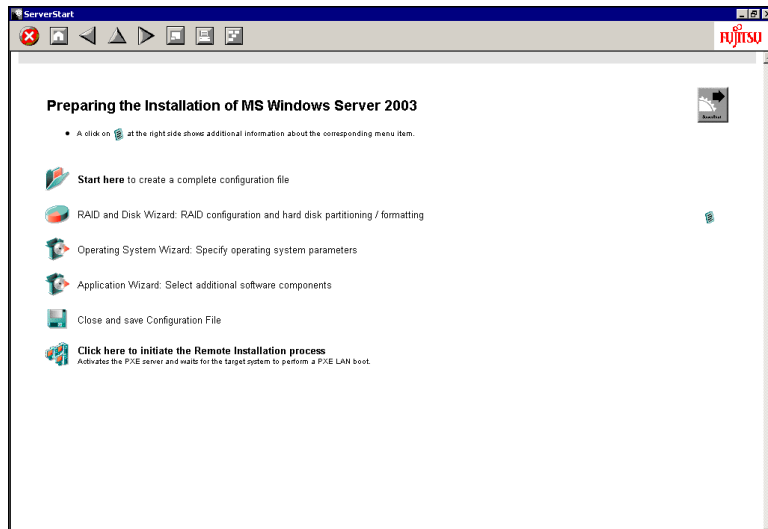 ServerStart
FUJITSU
Preparing the Installation of MS Windows Server 2003
A click on at the right side shows additional information about the corresponding menu item.
ServerStart
Start here to create a complete configuration file
RAID and Disk Wizard: RAID configuration and hard disk partitioning / formatting
Operating System Wizard: Specify operating system parameters
Application Wizard: Select additional software components
Close and save Configuration File
Click here to initiate the Remote Installation process
Activates the PXE server and waits for the target system to perform a PXE LAN boot.